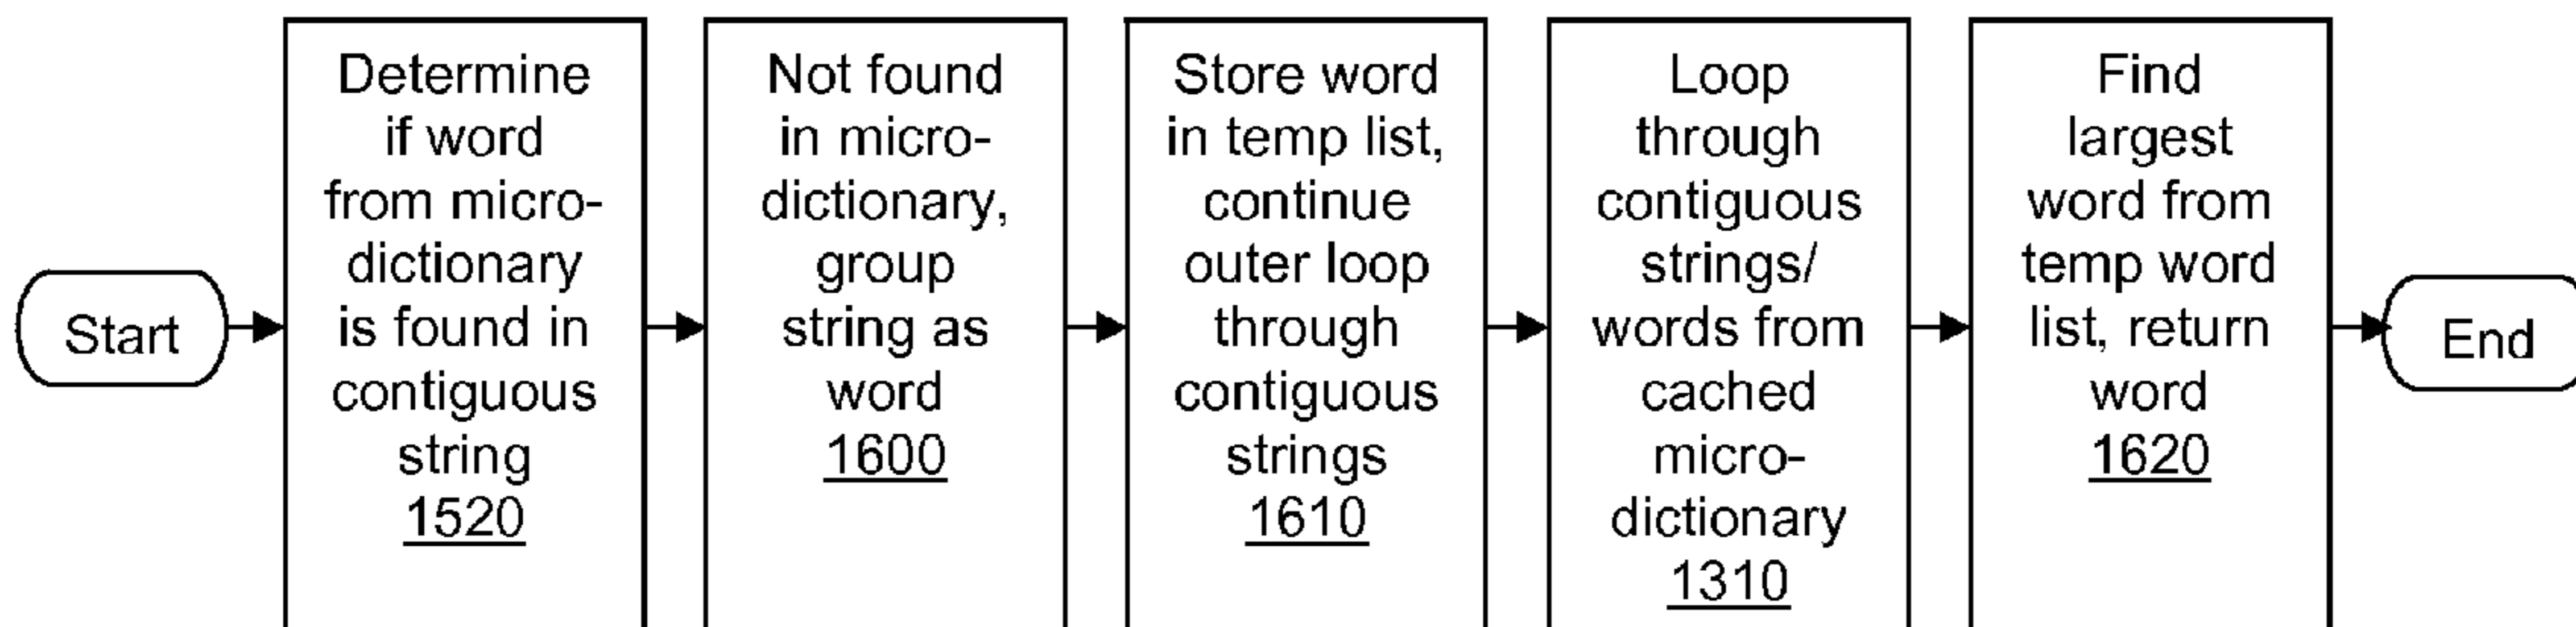 Start
Determine
if word
from micro-
dictionary
is found in
contiguous
string
1520
Not found
in micro-
dictionary,
group
string as
word
1600
Store word
in temp list,
continue
outer loop
through
contiguous
strings
1610
Loop
through
contiguous
strings/
words from
cached
micro-
dictionary
1310
Find
largest
word from
temp word
list, return
word
1620
End